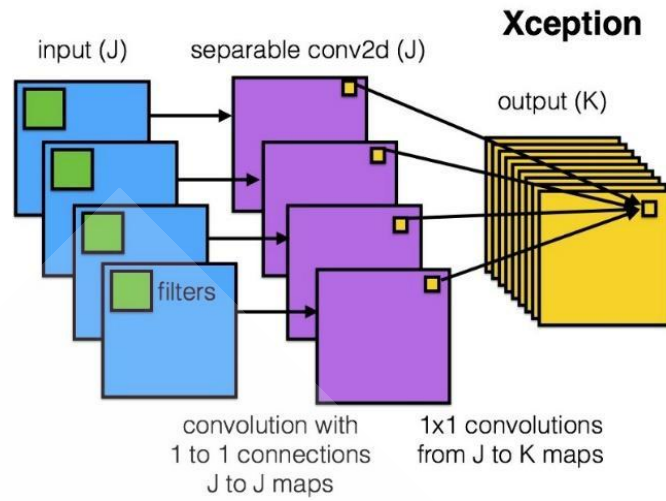 Xception
input (J)
separable conv2d (J)
output (K)
filters
convolution with
1 to 1 connections
J to J maps
1x1 convolutions
from J to K maps